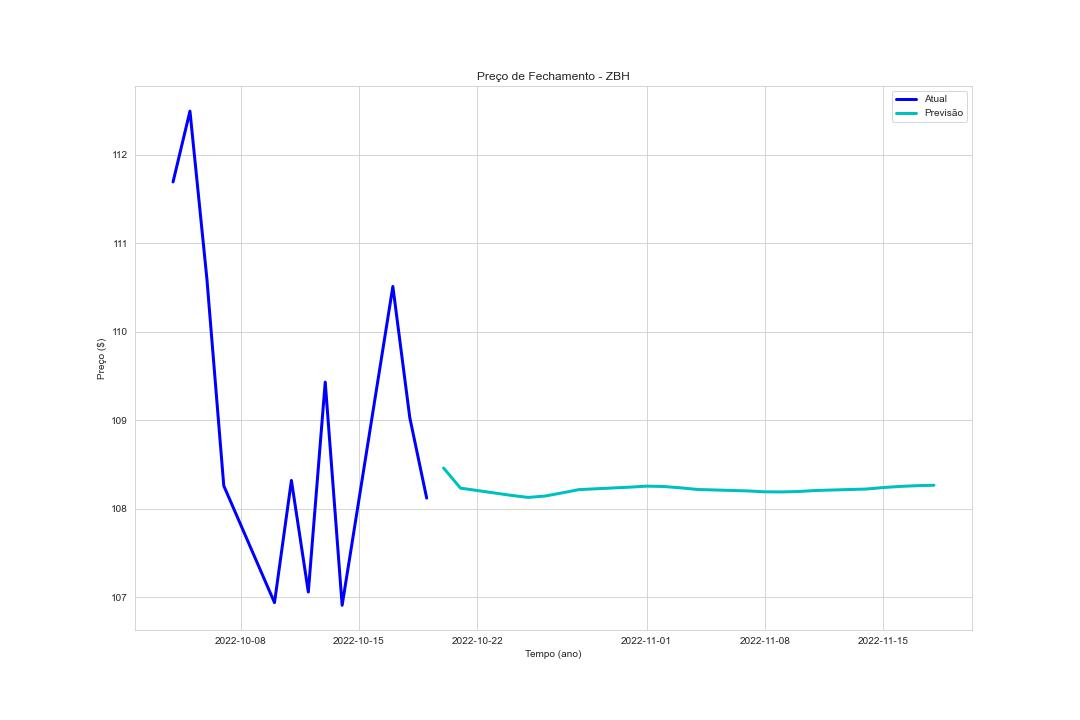 Preço de Fechamento - ZBH
Atual
Previsão
112
111
110
109
108
107
Preço ($)
2022-10-08 2022-10-15 2022-10-22 2022-11-01 2022-11-08 2022-11-15
Tempo (ano)